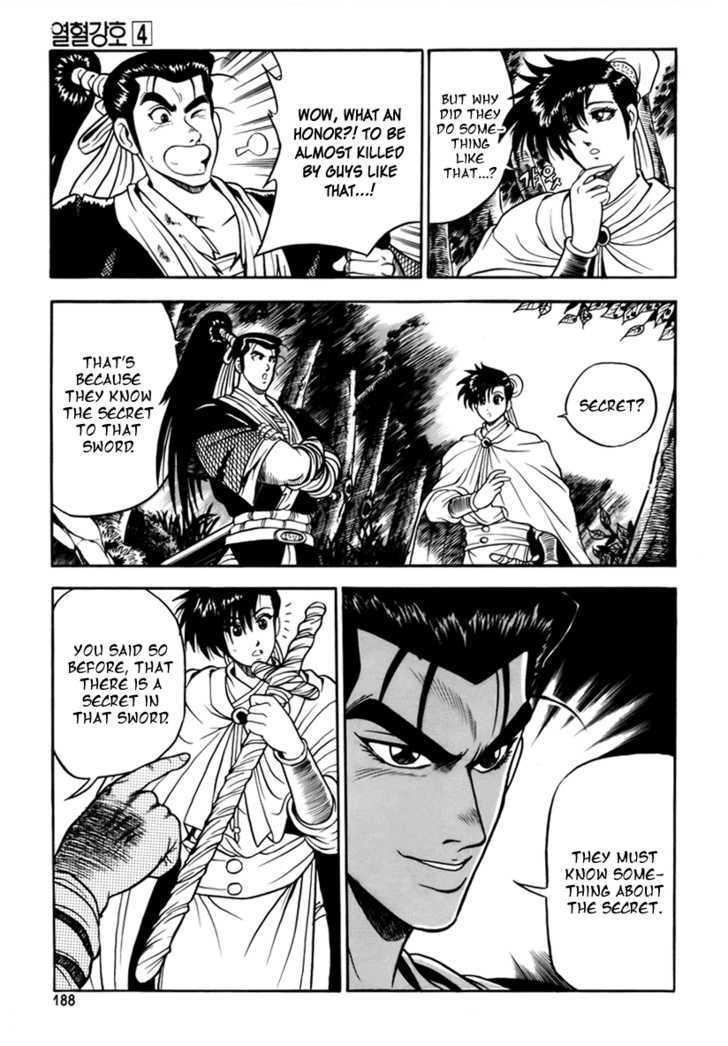 열혈강호 4
WOW, WHAT AN
HONOR?! TO BE
ALMOST KILLED
BY GUYS LIKE
THAT...!
BUT WHY
DID THEY
DO SOME-
THING
LIKE
THAT...?
THAT'S
BECAUSE
THEY KNOW
THE SECRET
TO THAT
SWORD.
SECRET?
YOU SAID SO
BEFORE, THAT
THERE IS A
SECRET IN
THAT SWORD.
THEY MUST
KNOW SOME-
THING ABOUT
THE SECRET.
188